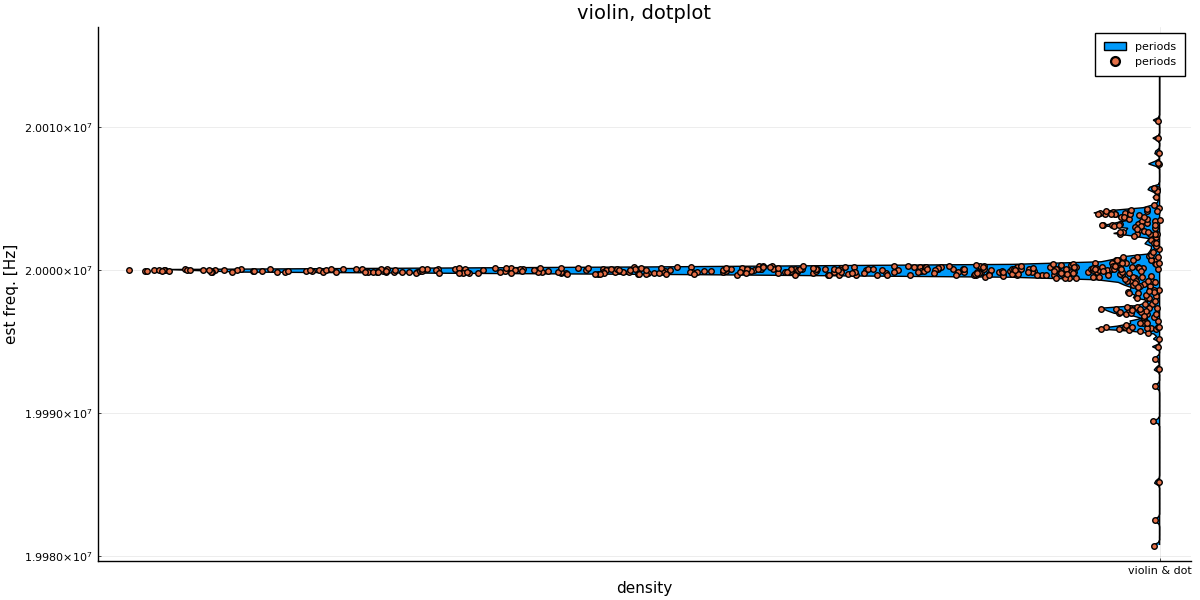 violin, dotplot
periods
periods
2.0010×10⁷
2.0000×10⁷
1.9990×10⁷
1.9980×10⁷
est freq. [Hz]
violin & dot
density